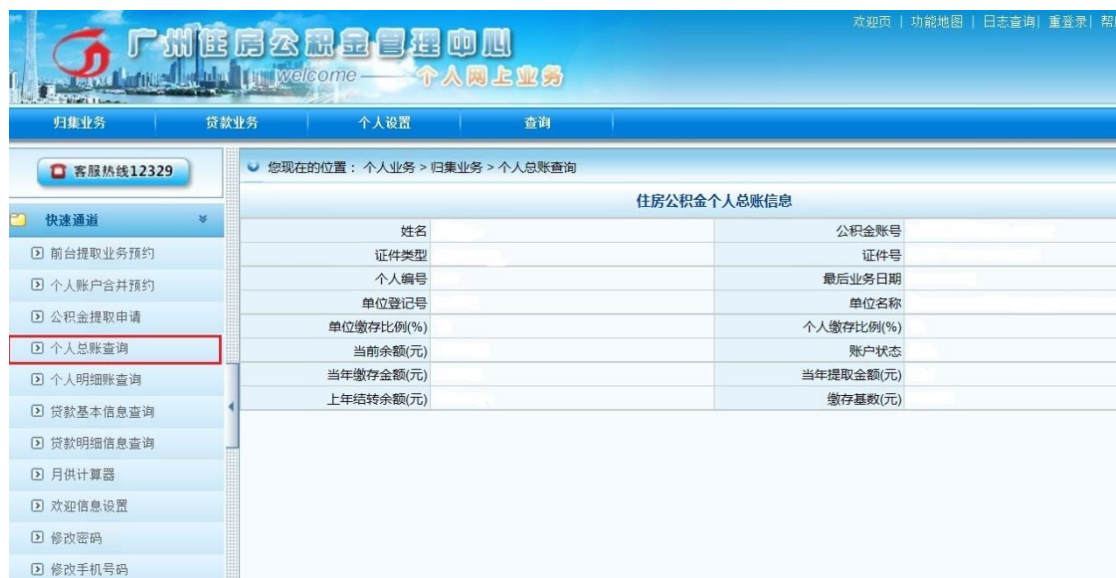 欢迎页 | 功能地图 | 日志查询| 重登录| 帮
广州住房公积金管理中心
welcome 个人网上业务
归集业务 贷款业务 个人设置 查询
客服热线12329
您现在的位置： 个人业务 > 归集业务 > 个人总账查询
住房公积金个人总账信息
快速通道
前台提取业务预约
个人账户合并预约
公积金提取申请
个人总账查询
个人明细账查询
贷款基本信息查询
贷款明细信息查询
月供计算器
欢迎信息设置
修改密码
修改手机号码
姓名 公积金账号
证件类型 证件号
个人编号 最后业务日期
单位登记号 单位名称
单位缴存比例(%) 个人缴存比例(%)
当前余额(元) 账户状态
当年缴存金额(元) 当年提取金额(元)
上年结转余额(元) 缴存基数(元)